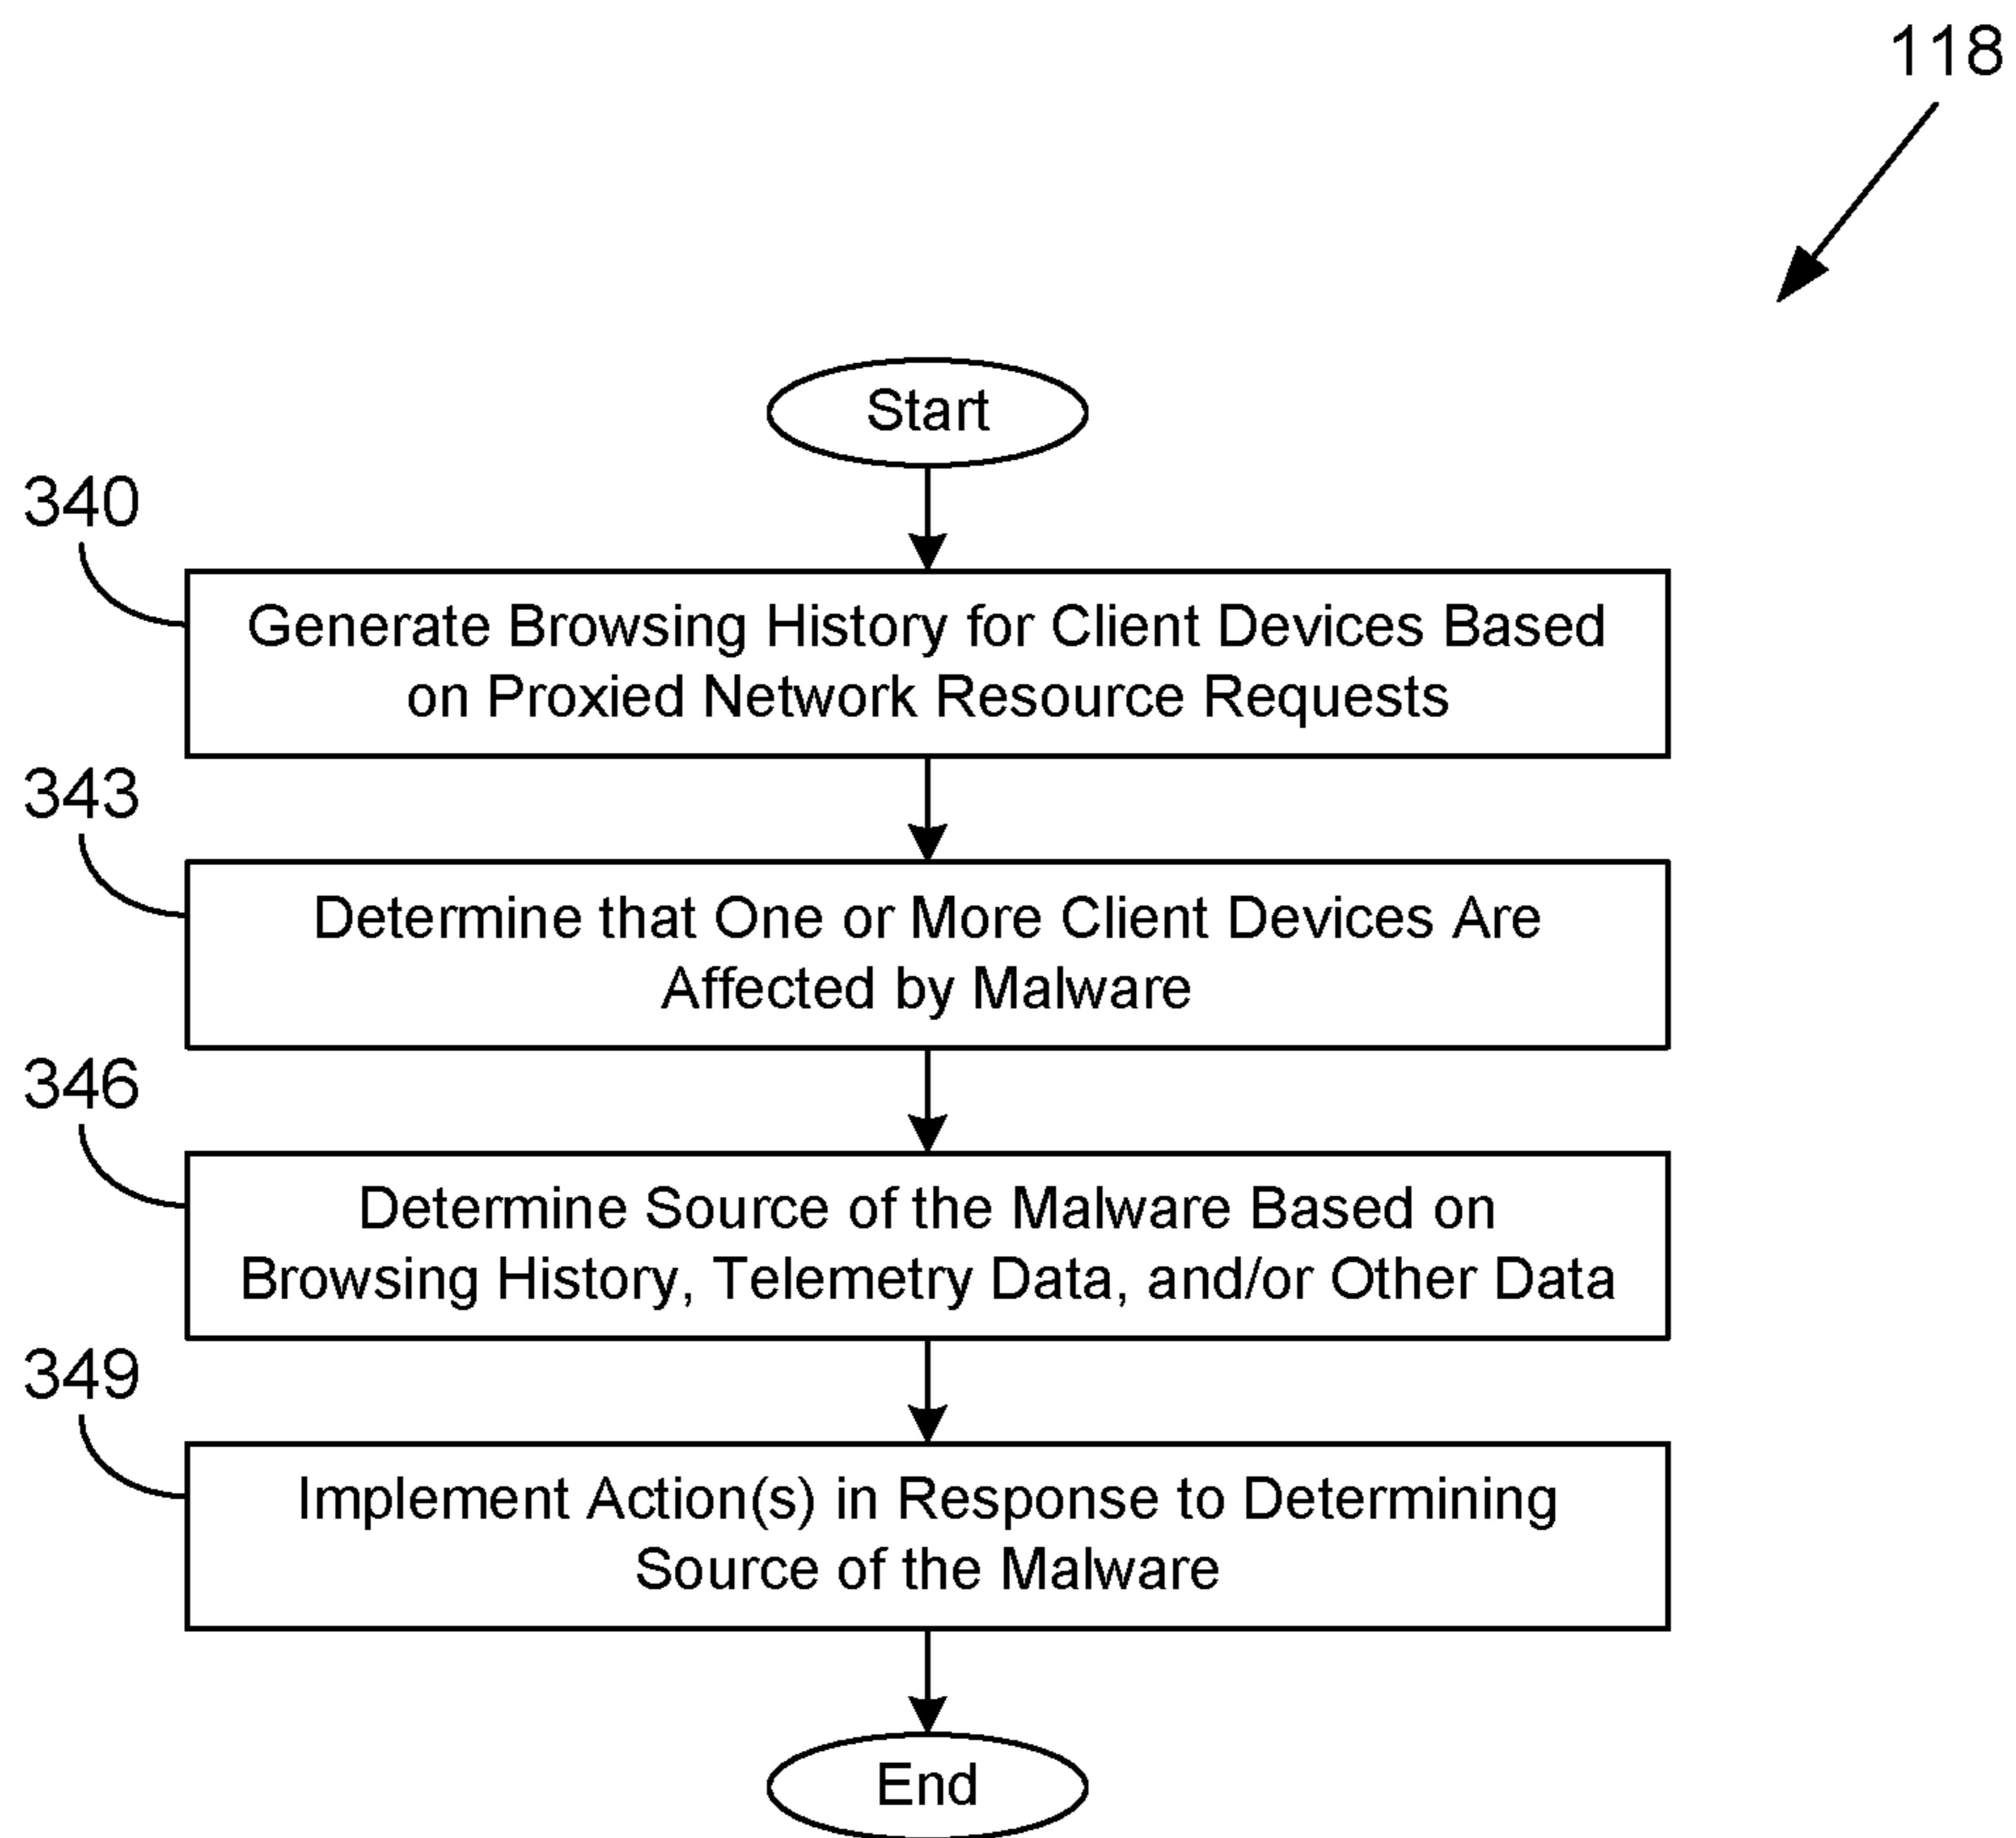 118
Start
340
Generate Browsing History for Client Devices Based
on Proxied Network Resource Requests
343
Determine that One or More Client Devices Are
Affected by Malware
346
Determine Source of the Malware Based on
Browsing History, Telemetry Data, and/or Other Data
349
Implement Action(s) in Response to Determining
Source of the Malware
End